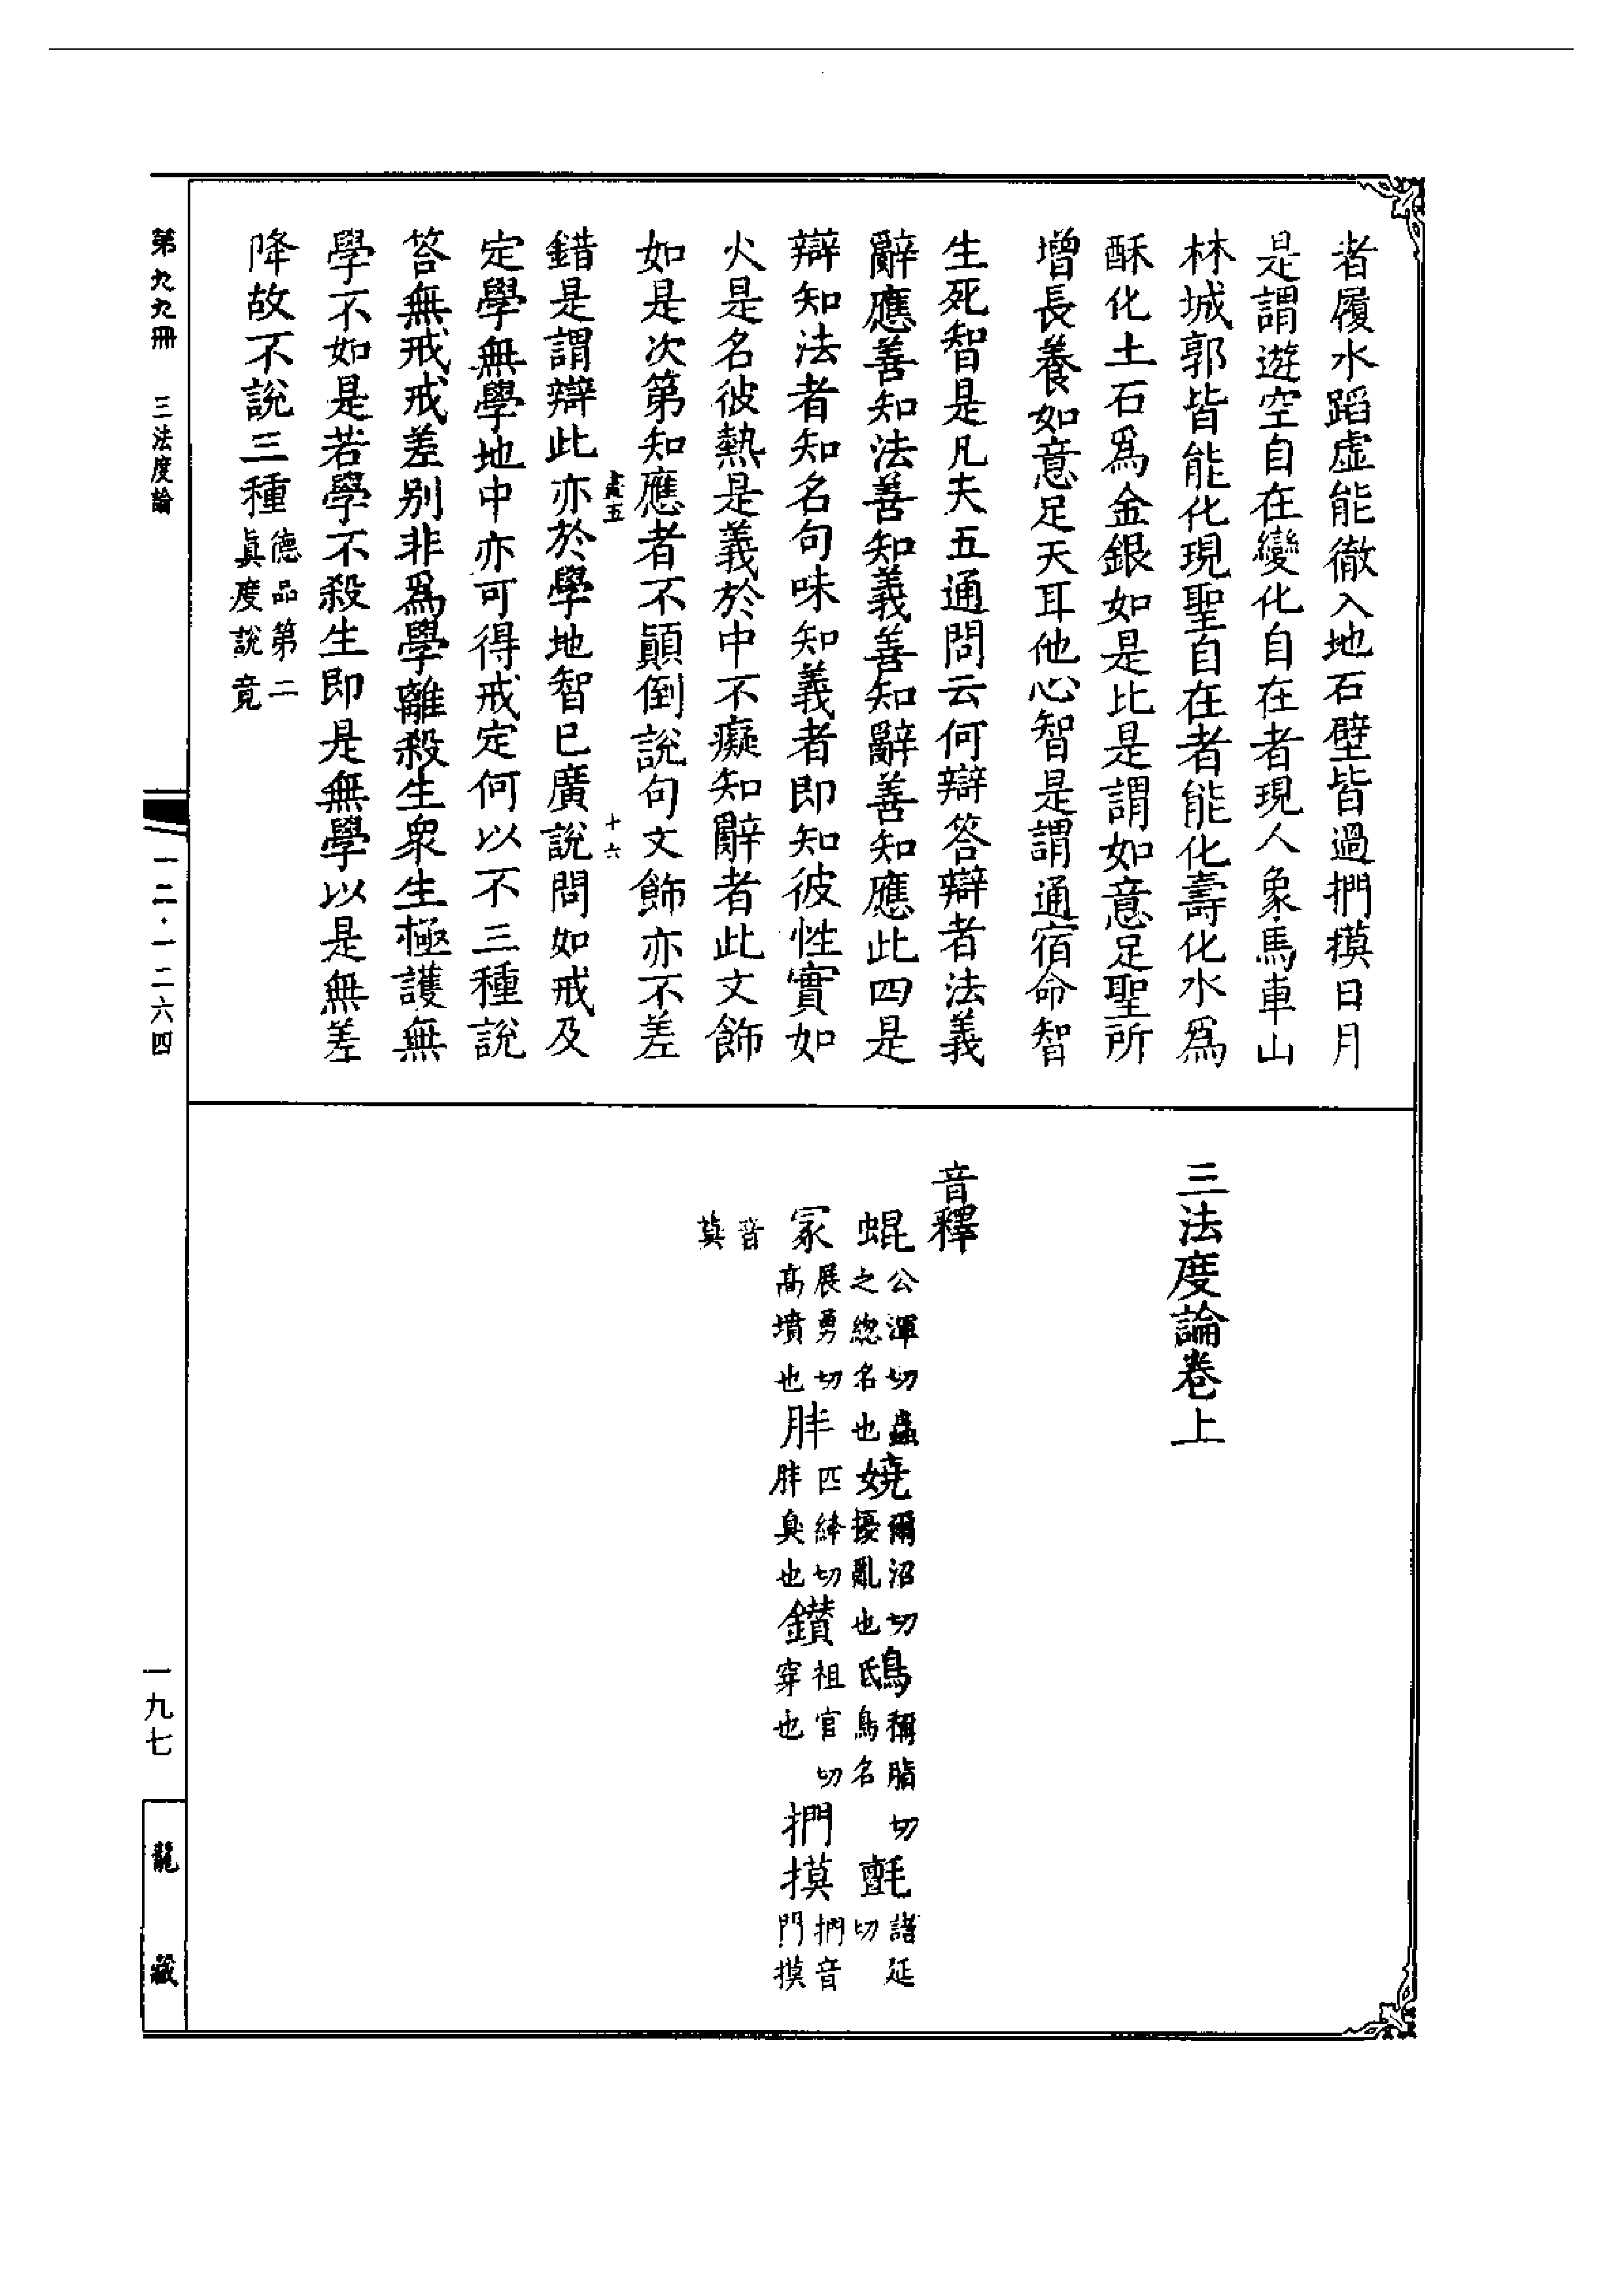 者履水蹈虛能徹入地石壁皆過捫摸日月
是謂遊空自在變化自在者現人象馬車山
林城郭皆能化現聖自在者能化壽化水爲
酥化土石爲金銀如是比是謂如意足聖所
增長養如意足天耳他心智是謂通宿命智
生死智是凡夫五通問云何辯答辯者法義
辭應善知法善知義善知辭善知應此四是
辯知法者知名句味知義者即知彼性實如
火是名彼熱是義於中不癡知辭者此文飾
如是次第知應者不顚倒說句文飾亦不差
十六
錯是謂辯此亦於學地智已廣說問如戒及
定學無學地中亦可得戒定何以不三種說
答無戒戒差別非爲學離殺生衆生極護無
學不如是若學不殺生即是無學以是無差
降故不說三種德品第二
眞度說竟
三法度論卷上
音釋
蜫公渾切蟲之總名也嬈爾沼切擾亂也鴟稱脂切鳥名氈諸延切
冢展勇切高墳也胖匹絳切胖臭也鑽祖官切穿也捫摸捫音門摸
音莫
第九九冊 三法度論
一二·一二六四
一九七
龍藏